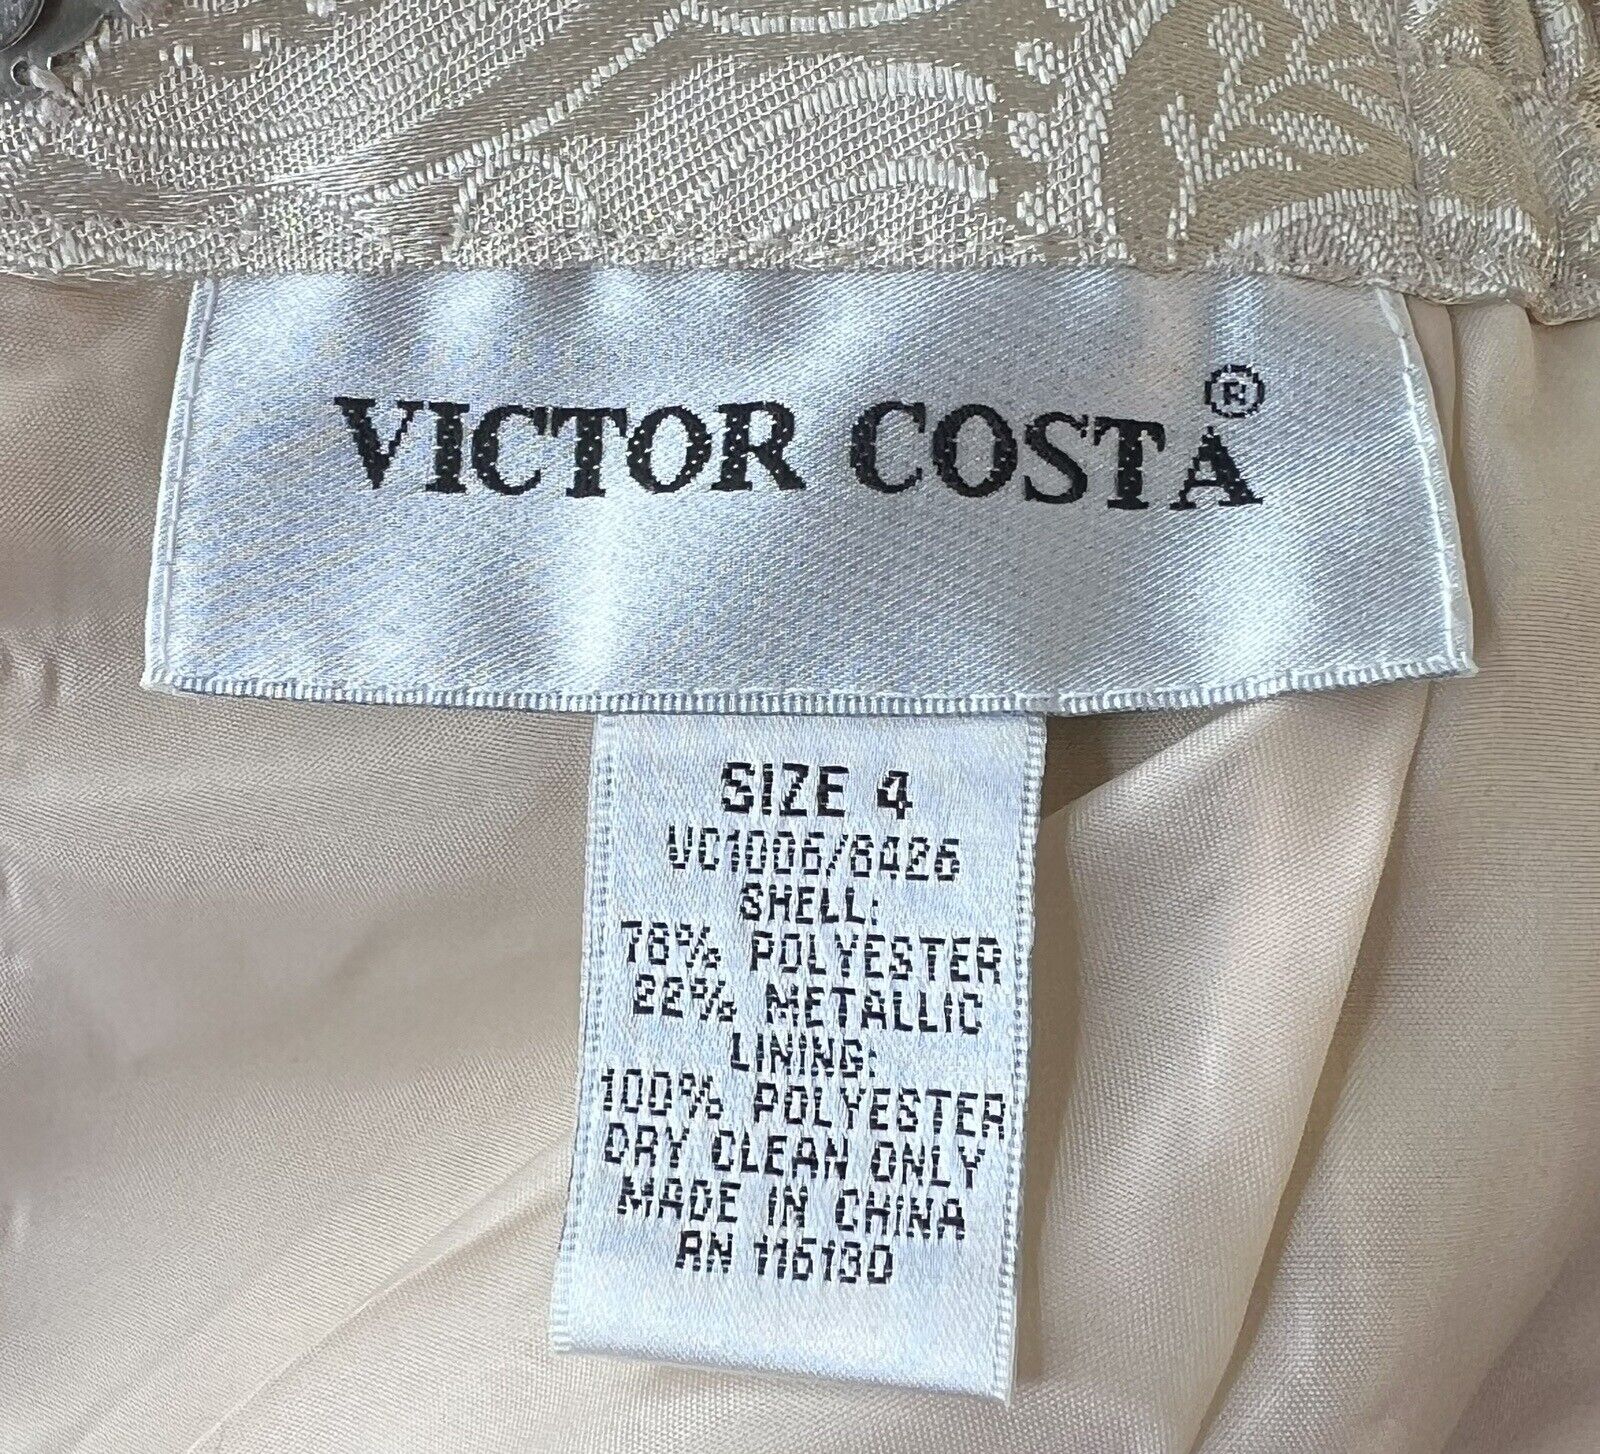 VICTOR COSTA®
SIZE 4
VC1006/6426
SHELL:
78% POLYESTER
22% METALLIC
LINING:
100% POLYESTER
DRY CLEAN ONLY
MADE IN CHINA
RN 115130